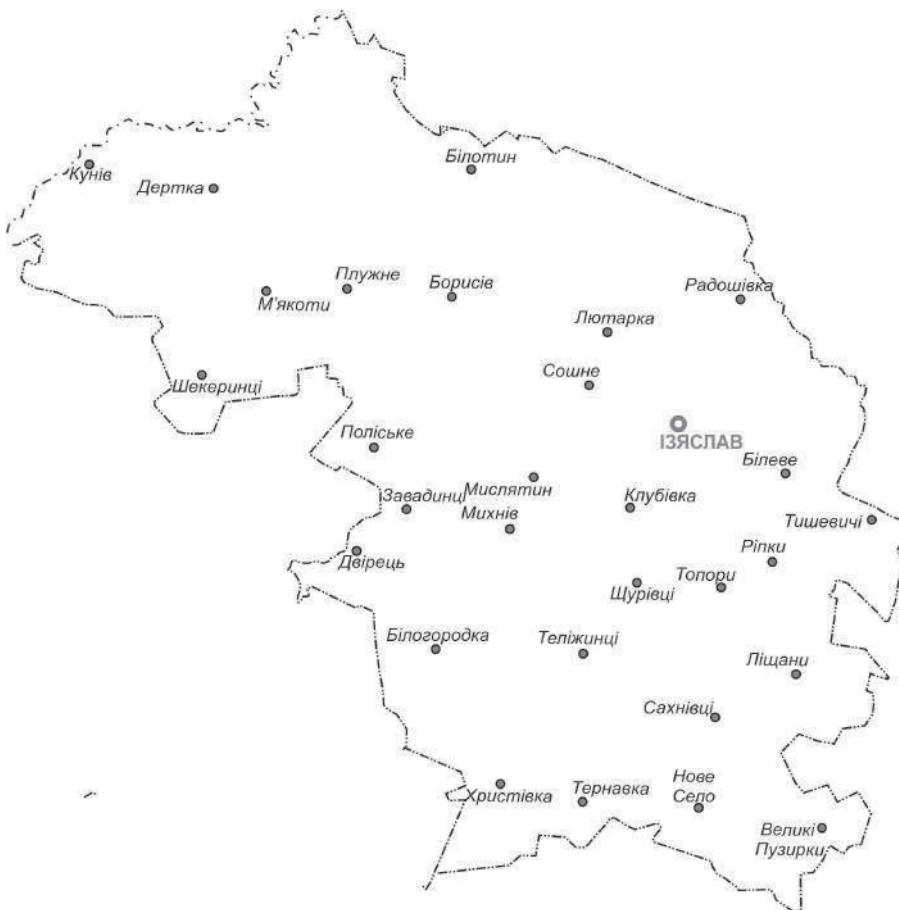 Білотин
Кунів
Дертка
Плужне
Борисів
Радошівка
М'якоти
Лютарка
Сошне
Шекеринці
Поліське
ІЗЯСЛАВ
Білеве
Мислятин
Завадинці
Клубівка
Михнів
Тишевичі
Двірець
Ріпки
Топори
Щурівці
Білогородка
Теліжинці
Ліщани
Сахнівці
Нове
Село
Христівка
Тернавка
Великі
Пузирки